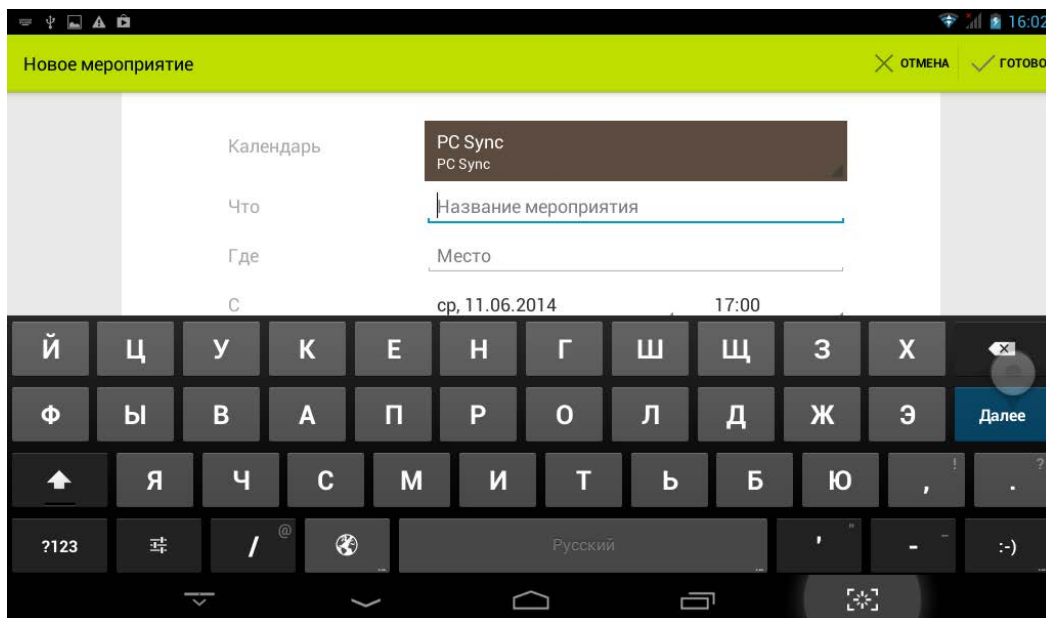 16:02
Новое мероприятие
ОТМЕНА
ГОТОВО
Календарь
PC Sync
PC Sync
Что
Название мероприятия
Где
Место
С
ср, 11.06.2014
17:00
Й Ц У К Е Н Г Ш Щ З Х
Ф Ы В А П Р О Л Д Ж Э Далее
Я Ч С М И Т Ь Б Ю , ! . ?
?123 / @ Русский ' " - _ :-)